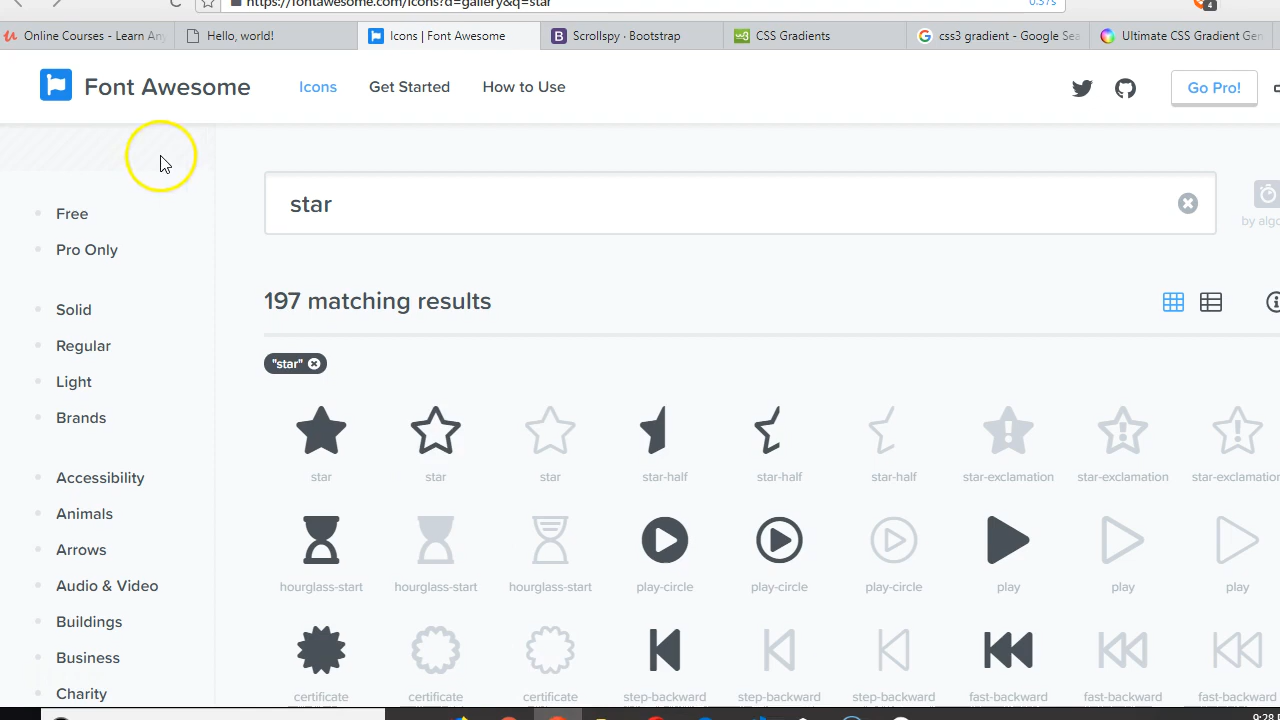 https://fontawesome.com/icons?d=gallery&q=star
0.37s
4
Online Courses - Learn Any
Hello, world!
Icons | Font Awesome
Scrollspy · Bootstrap
CSS Gradients
css3 gradient - Google Sea
Ultimate CSS Gradient Gen
Font Awesome
Icons
Get Started
How to Use
Go Pro!
Free
Pro Only
Solid
Regular
Light
Brands
Accessibility
Animals
Arrows
Audio & Video
Buildings
Business
Charity
star
by algo
197 matching results
"star"
star star star star-half star-half star-half star-exclamation star-exclamation star-exclamation
hourglass-start hourglass-start hourglass-start play-circle play-circle play-circle play play play
certificate certificate certificate step-backward step-backward step-backward fast-backward fast-backward fast-backward